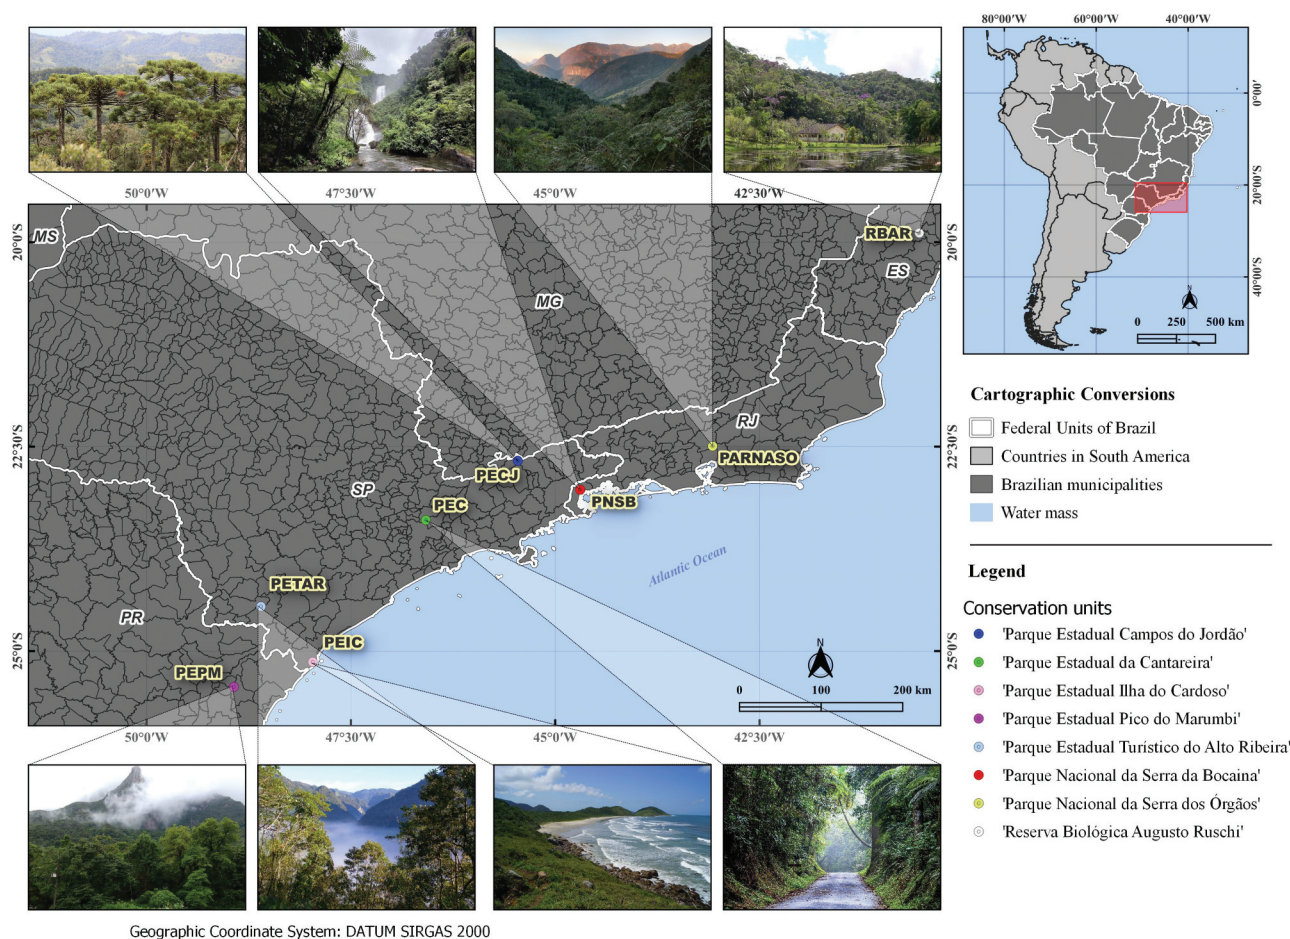 80°00'W 60°00'W 40°00'W
0°00'
20°00'S
40°00'S
N
0 250 500 km
50°0'W 47°30'W 45°0'W 42°30'W
20°0'S
22°30'S
25°0'S
20°0'S
22°30'S
25°0'S
MS
RBAR
ES
MG
RJ
PARNASO
PECJ
SP
PEC
PNSB
Atlantic Ocean
PETAR
PR
PEIC
PEPM
N
0 100 200 km
50°0'W 47°30'W 45°0'W 42°30'W
Cartographic Conversions
Federal Units of Brazil
Countries in South America
Brazilian municipalities
Water mass
Legend
Conservation units
'Parque Estadual Campos do Jordão'
'Parque Estadual da Cantareira'
'Parque Estadual Ilha do Cardoso'
'Parque Estadual Pico do Marumbi'
'Parque Estadual Turístico do Alto Ribeira'
'Parque Nacional da Serra da Bocaina'
'Parque Nacional da Serra dos Órgãos'
'Reserva Biológica Augusto Ruschi'
Geographic Coordinate System: DATUM SIRGAS 2000